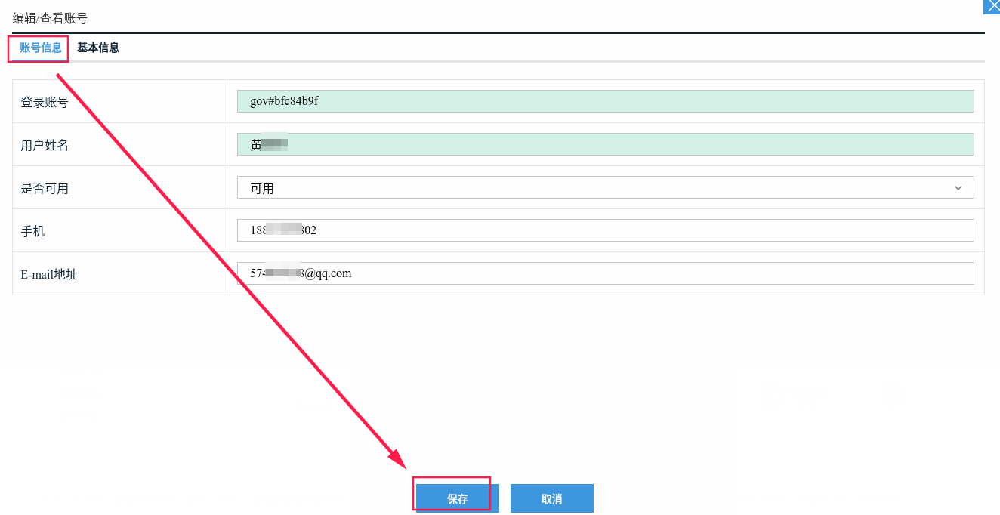 编辑/查看账号
账号信息 基本信息
登录账号 gov#bfc84b9f
用户姓名 黄
是否可用 可用
手机 188 802
E-mail地址 574 8@qq.com
保存 取消